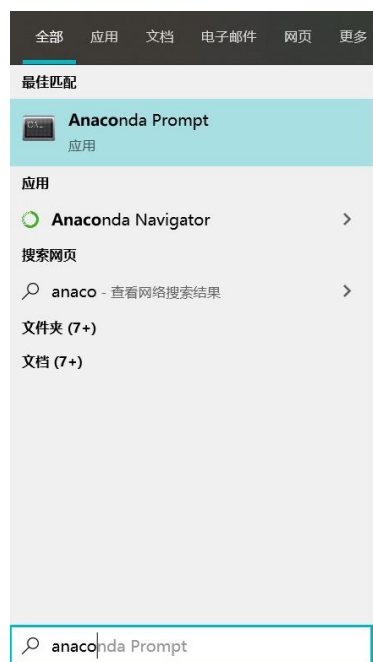 全部 应用 文档 电子邮件 网页 更多
最佳匹配
Anaconda Prompt
应用
应用
Anaconda Navigator
搜索网页
anaco - 查看网络搜索结果
文件夹 (7+)
文档 (7+)
anaconda Prompt